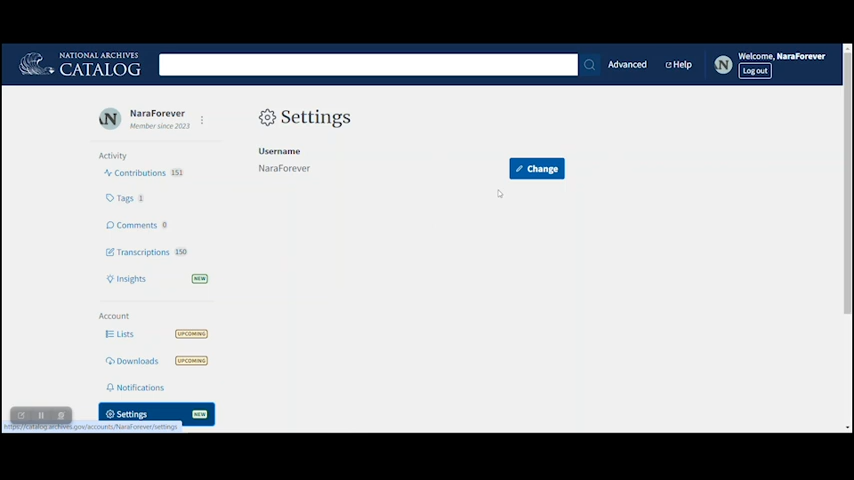 NATIONAL ARCHIVES
CATALOG
Advanced
Help
N
Welcome, NaraForever
Log out
N
NaraForever
Member since 2023
Activity
Contributions 151
Tags 1
Comments 0
Transcriptions 150
Insights NEW
Account
Lists UPCOMING
Downloads UPCOMING
Notifications
Settings NEW
Settings
Username
NaraForever
Change
https://catalog.archives.gov/accounts/NaraForever/settings